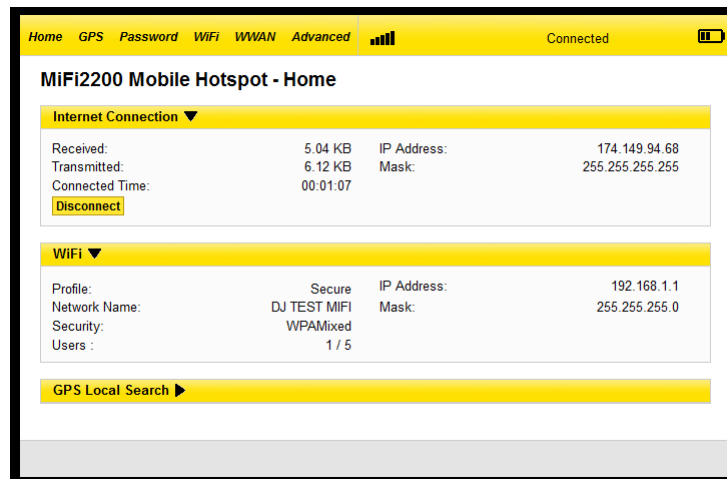 Home GPS Password WiFi WWAN Advanced Connected
MiFi2200 Mobile Hotspot - Home
Internet Connection
Received: 5.04 KB IP Address: 174.149.94.68
Transmitted: 6.12 KB Mask: 255.255.255.255
Connected Time: 00:01:07
Disconnect
WiFi
Profile: Secure IP Address: 192.168.1.1
Network Name: DJ TEST MIFI Mask: 255.255.255.0
Security: WPAMixed
Users : 1 / 5
GPS Local Search